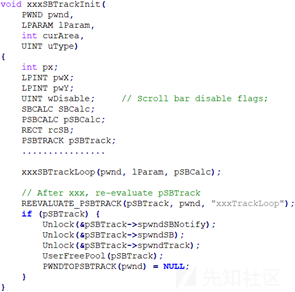 void xxxSBTrackInit(
PWND pwnd,
LPARAM lParam,
int curArea,
UINT uType)
{
int px;
LPINT pwX;
LPINT pwY;
UINT wDisable; // Scroll bar disable flags;
SBCALC SBCalc;
PSBCALC pSBCalc;
RECT rcSB;
PSBTRACK pSBTrack;
................
xxxSBTrackLoop(pwnd, lParam, pSBCalc);
// After xxx, re-evaluate pSBTrack
REEVALUATE_PSBTRACK(pSBTrack, pwnd, "xxxTrackLoop");
if (pSBTrack) {
Unlock(&pSBTrack->spwndSBNotify);
Unlock(&pSBTrack->spwndSB);
Unlock(&pSBTrack->spwndTrack);
UserFreePool(pSBTrack);
PWNDTOPSBTRACK(pwnd) = NULL;
}
}
先知社区